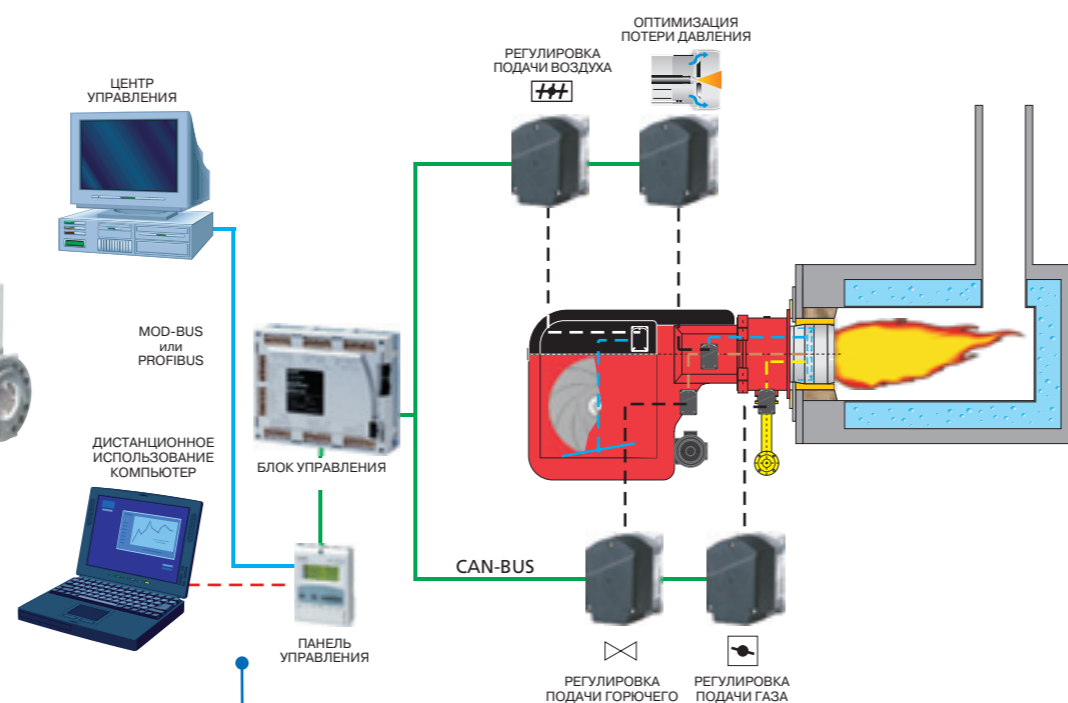 ОПТИМИЗАЦИЯ
ПОТЕРИ ДАВЛЕНИЯ
РЕГУЛИРОВКА
ПОДАЧИ ВОЗДУХА
ЦЕНТР
УПРАВЛЕНИЯ
MOD-BUS
или
PROFIBUS
ДИСТАНЦИОННОЕ
ИСПОЛЬЗОВАНИЕ
КОМПЬЮТЕР
БЛОК УПРАВЛЕНИЯ
CAN-BUS
ПАНЕЛЬ
УПРАВЛЕНИЯ
РЕГУЛИРОВКА
ПОДАЧИ ГОРЮЧЕГО
РЕГУЛИРОВКА
ПОДАЧИ ГАЗА